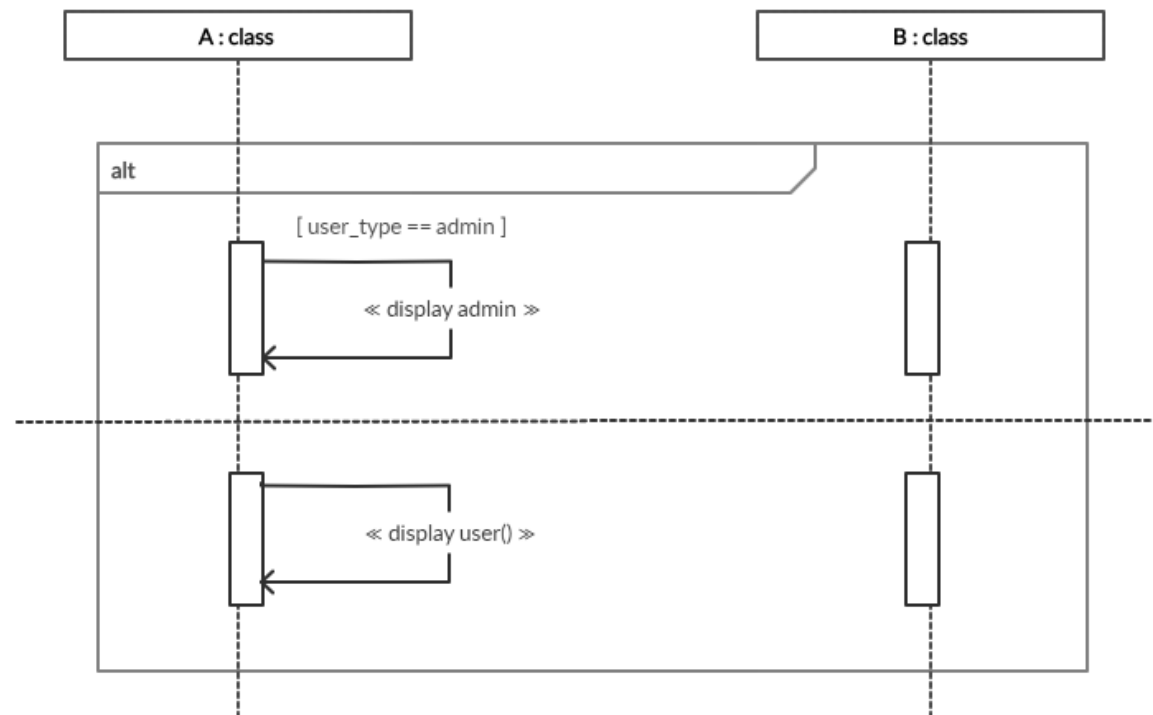 A : class
B : class
alt
[ user_type == admin ]
≪ display admin ≫
≪ display user() ≫